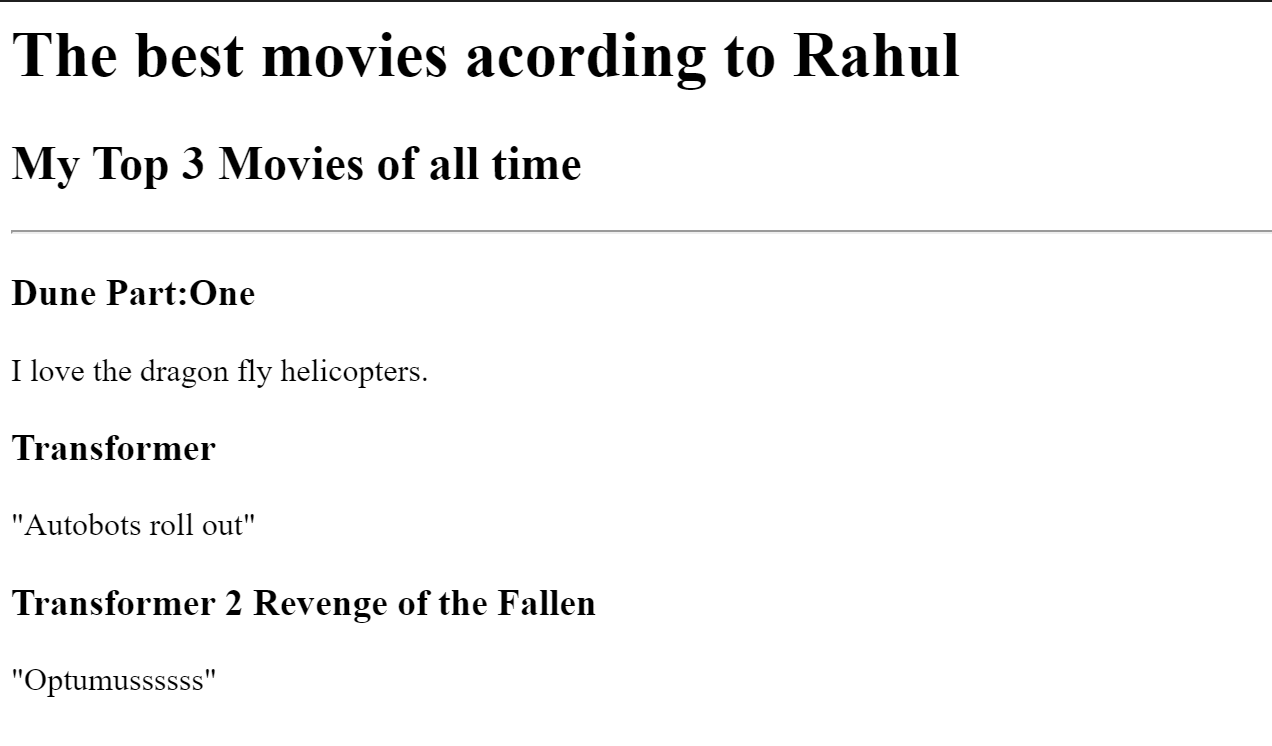 The best movies acording to Rahul
My Top 3 Movies of all time
Dune Part:One
I love the dragon fly helicopters.
Transformer
"Autobots roll out"
Transformer 2 Revenge of the Fallen
"Optumussssss"